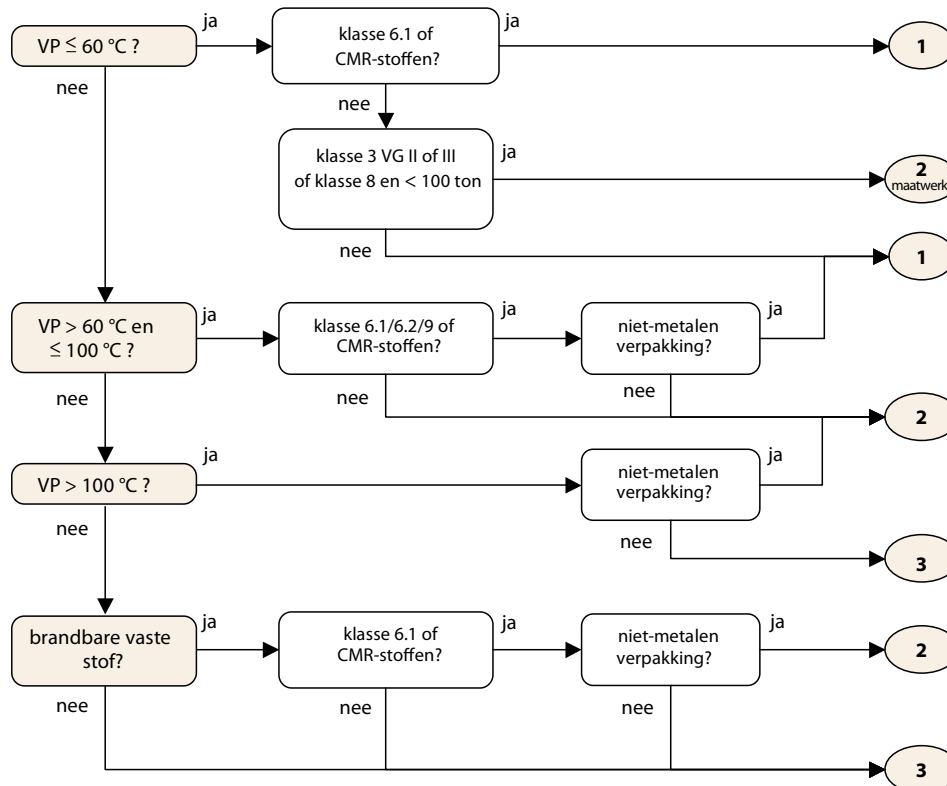 VP ≤ 60 °C ?
ja
klasse 6.1 of
CMR-stoffen?
ja
1
nee
nee
klasse 3 VG II of III
of klasse 8 en < 100 ton
ja
2
maatwerk
nee
1
VP > 60 °C en
≤ 100 °C ?
ja
klasse 6.1/6.2/9 of
CMR-stoffen?
ja
niet-metalen
verpakking?
ja
nee
nee
nee
2
VP > 100 °C ?
ja
niet-metalen
verpakking?
ja
nee
nee
3
brandbare vaste
stof?
ja
klasse 6.1 of
CMR-stoffen?
ja
niet-metalen
verpakking?
ja
2
nee
nee
nee
3